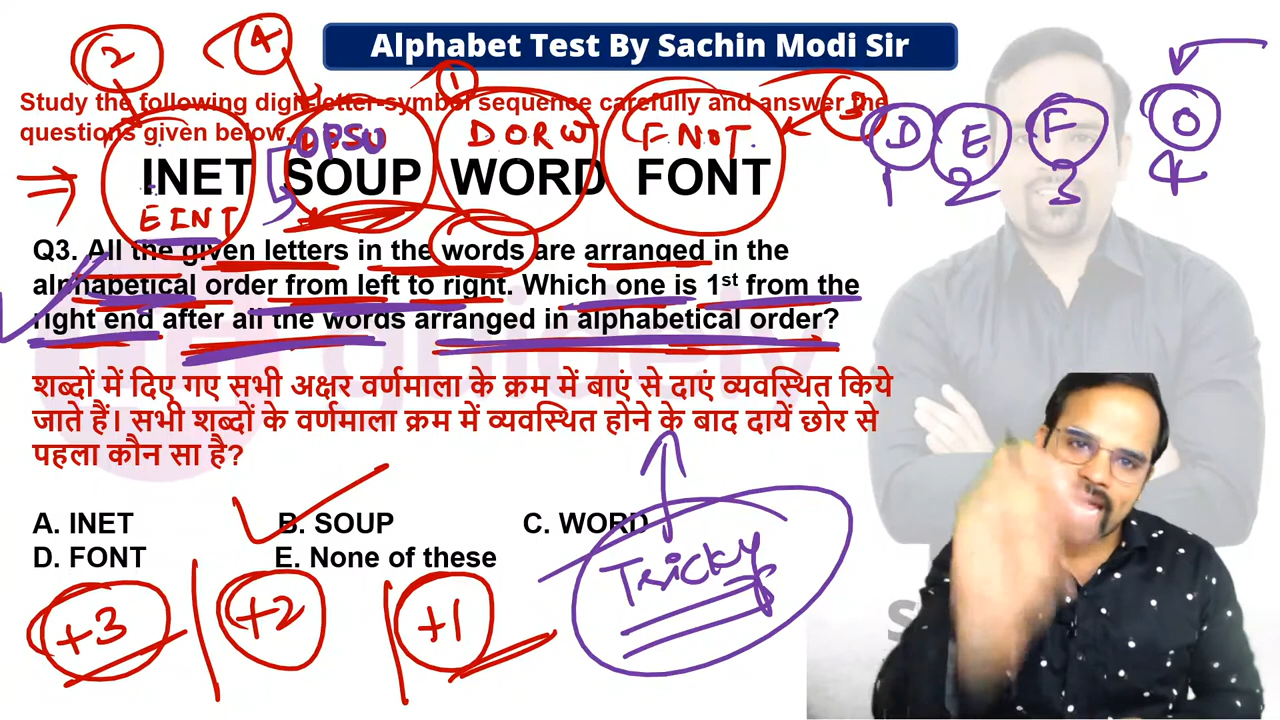 Alphabet Test By Sachin Modi Sir
2
4
1
3
Study the following digit-letter-symbol sequence carefully and answer the
questions given below.
OPSU DORW FNOT
D E F O
1 2 3 4
INET SOUP WORD FONT
EINT
Q3. All the given letters in the words are arranged in the
alphabetical order from left to right. Which one is 1st from the
right end after all the words arranged in alphabetical order?
शब्दों में दिए गए सभी अक्षर वर्णमाला के क्रम में बाएं से दाएं व्यवस्थित किये
जाते हैं। सभी शब्दों के वर्णमाला क्रम में व्यवस्थित होने के बाद दायें छोर से
पहला कौन सा है?
A. INET B. SOUP C. WORD
D. FONT E. None of these
Tricky
+3 +2 +1